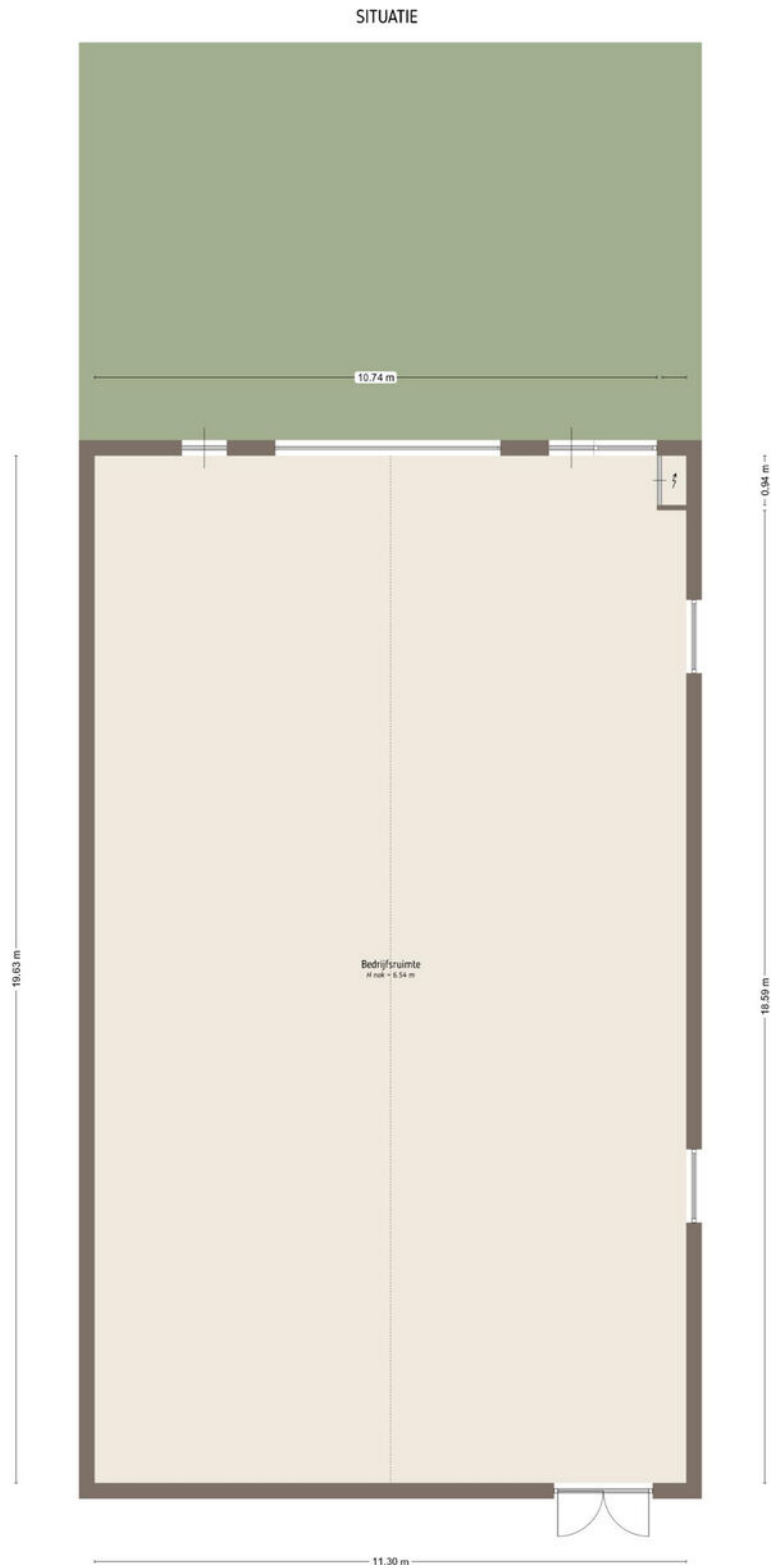 SITUATIE
10.74 m
0.94 m
Bedrijfsruimte
H nok = 6.54 m
19.63 m
18.59 m
11.30 m